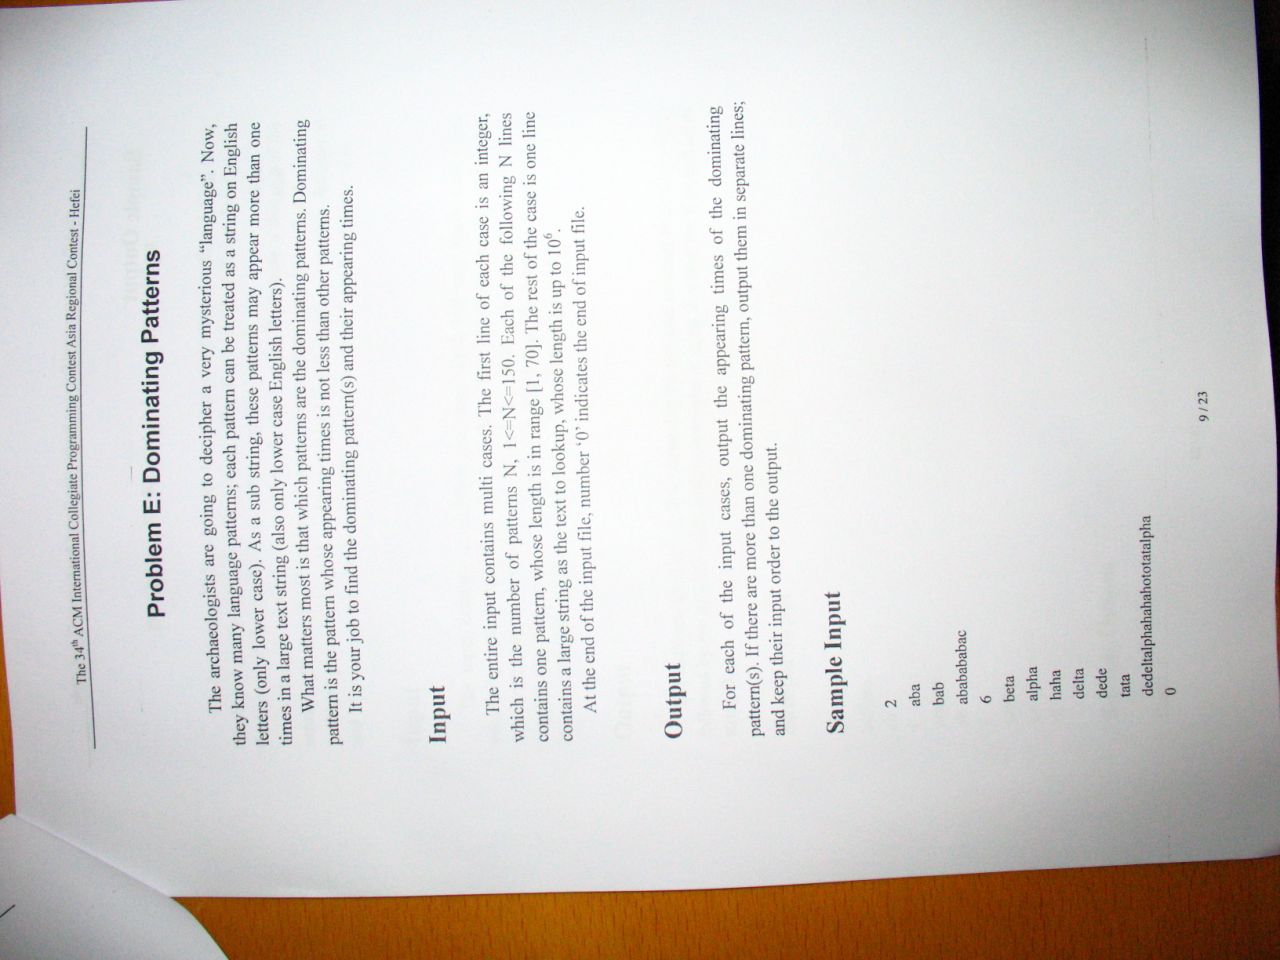 The 34th ACM International Collegiate Programming Contest Asia Regional Contest - Hefei
Problem E: Dominating Patterns
The archaeologists are going to decipher a very mysterious “language”. Now,
they know many language patterns; each pattern can be treated as a string on English
letters (only lower case). As a sub string, these patterns may appear more than one
times in a large text string (also only lower case English letters).
What matters most is that which patterns are the dominating patterns. Dominating
pattern is the pattern whose appearing times is not less than other patterns.
It is your job to find the dominating pattern(s) and their appearing times.
Input
The entire input contains multi cases. The first line of each case is an integer,
which is the number of patterns N, 1<=N<=150. Each of the following N lines
contains one pattern, whose length is in range [1, 70]. The rest of the case is one line
contains a large string as the text to lookup, whose length is up to 10⁶.
At the end of the input file, number ‘0’ indicates the end of input file.
Output
For each of the input cases, output the appearing times of the dominating
pattern(s). If there are more than one dominating pattern, output them in separate lines;
and keep their input order to the output.
Sample Input
2
aba
bab
ababababac
6
beta
alpha
haha
delta
dede
tata
dedeltalphahahahototatalpha
0
9 / 23